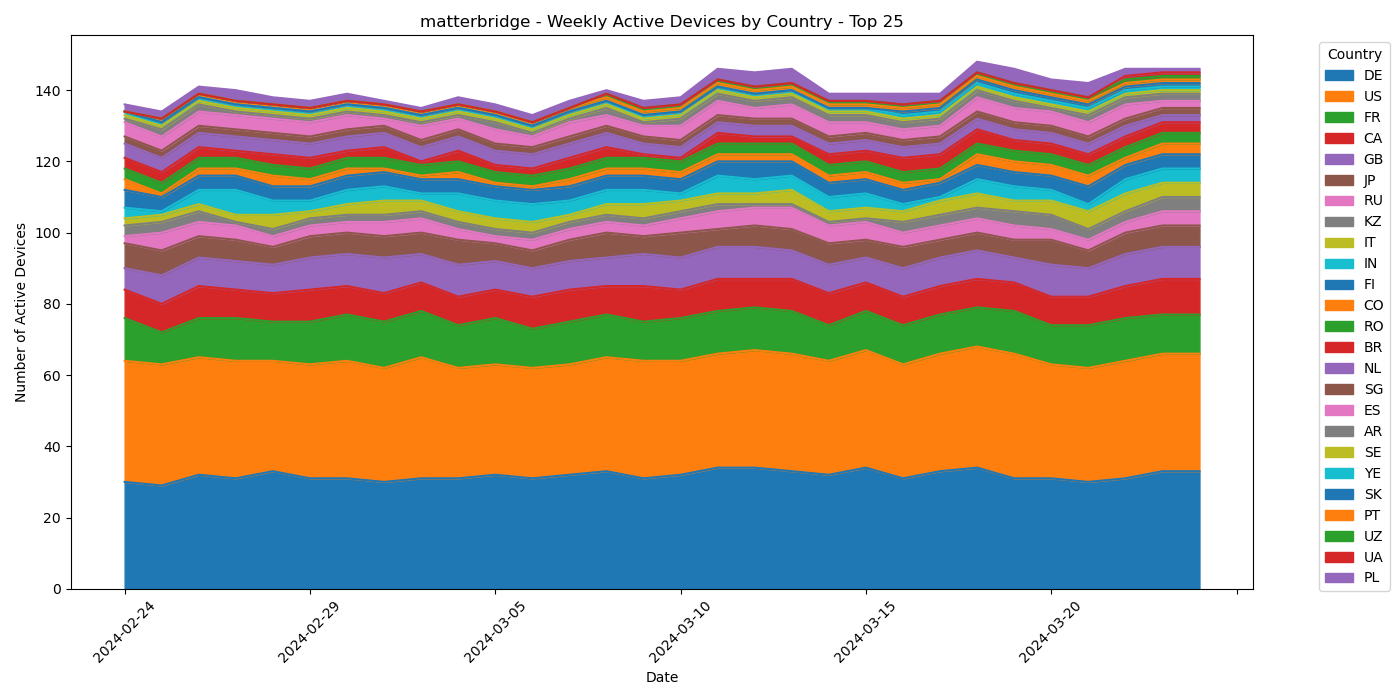 matterbridge - Weekly Active Devices by Country - Top 25
Number of Active Devices
140
120
100
80
60
40
20
0
2024-02-24
2024-02-29
2024-03-05
2024-03-10
2024-03-15
2024-03-20
Date
Country
DE
US
FR
CA
GB
JP
RU
KZ
IT
IN
FI
CO
RO
BR
NL
SG
ES
AR
SE
YE
SK
PT
UZ
UA
PL